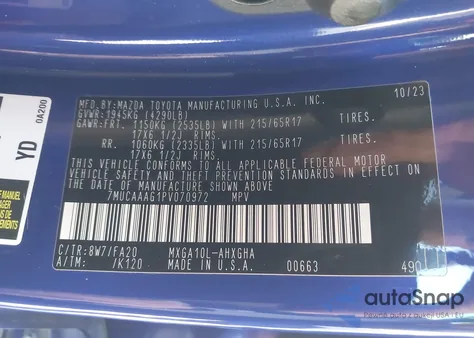 MFD.BY:MAZDA TOYOTA MANUFACTURING U.S.A. INC. 10/23
GVWR:1945KG (4290LB)
GAWR:FRT. 1150KG (2535LB) WITH 215/65R17 TIRES.
17X6 1/2J RIMS.
RR. 1060KG (2335LB) WITH 215/65R17 TIRES.
17X6 1/2J RIMS.
THIS VEHICLE CONFORMS TO ALL APPLICABLE FEDERAL MOTOR
VEHICLE SAFETY AND THEFT PREVENTION STANDARDS IN EFFECT ON
THE DATE OF MANUFACTURE SHOWN ABOVE.
7MUCAAAG1PV070972 MPV
C/TR:8W7/FA20 MXGA10L-AHXGHA
A/TM: /K120 MADE IN U.S.A. 00663 490
0A200
YD
autoSnap